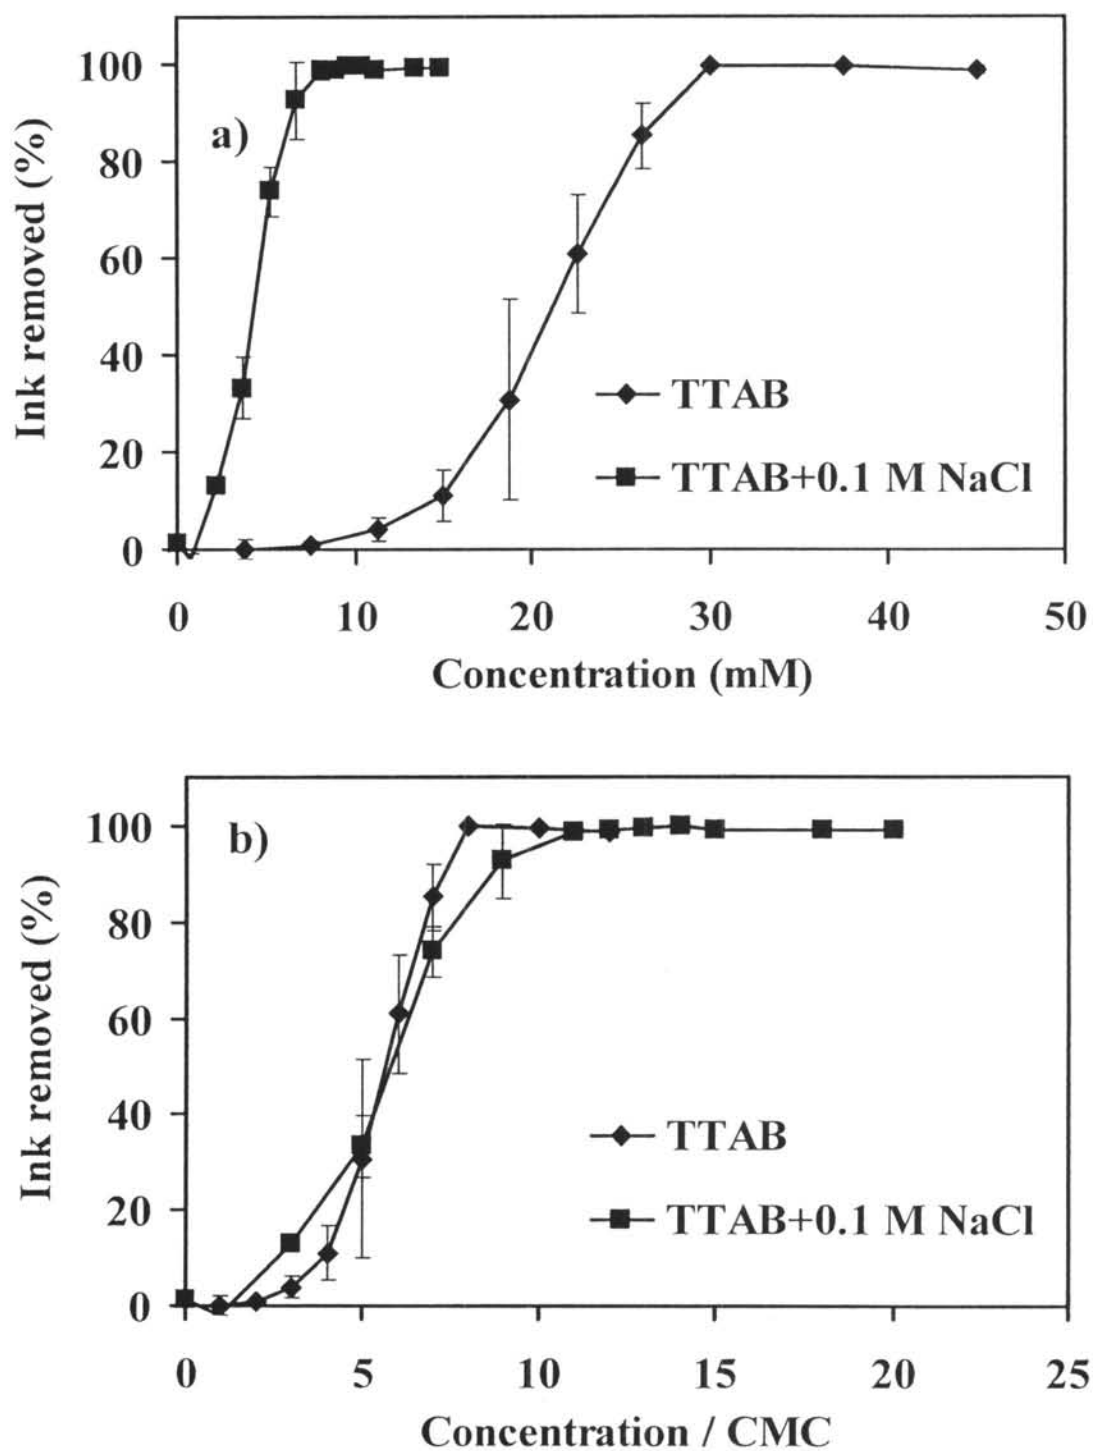 100
80
60
40
20
0
Ink removed (%)
a)
TTAB
TTAB+0.1 M NaCl
0 10 20 30 40 50
Concentration (mM)
100
80
60
40
20
0
Ink removed (%)
b)
TTAB
TTAB+0.1 M NaCl
0 5 10 15 20 25
Concentration / CMC